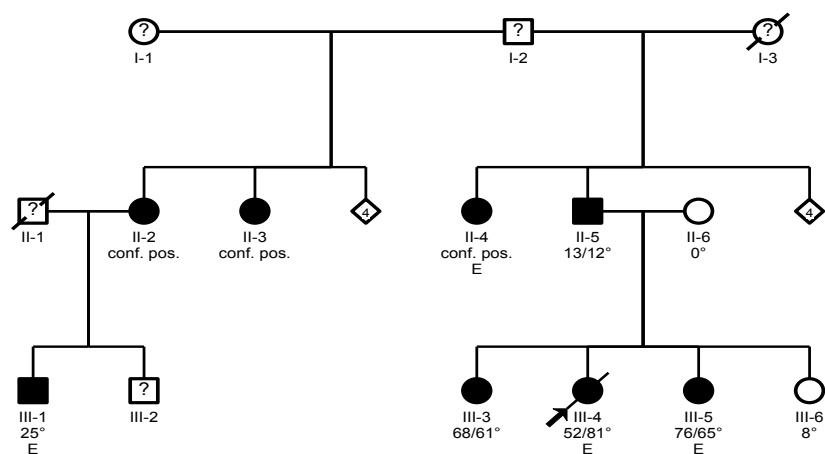 ? ? ?
I-1 I-2 I-3
? 4 4
II-1 II-2 II-3 II-4 II-5 II-6
conf. pos. conf. pos. conf. pos. 13/12° 0°
E
?
III-1 III-2 III-3 III-4 III-5 III-6
25° 68/61° 52/81° 76/65° 8°
E E E